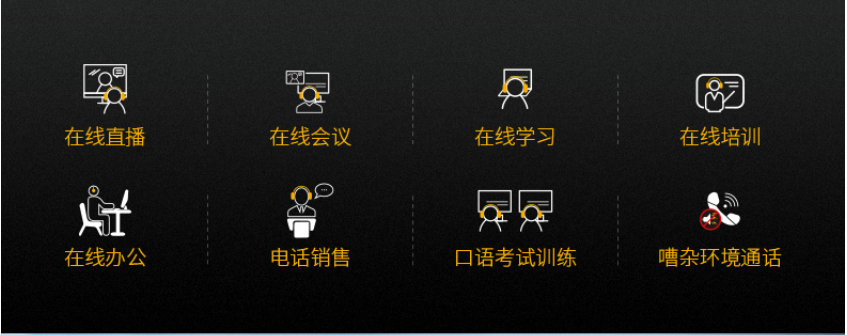 在线直播
在线会议
在线学习
在线培训
在线办公
电话销售
口语考试训练
嘈杂环境通话